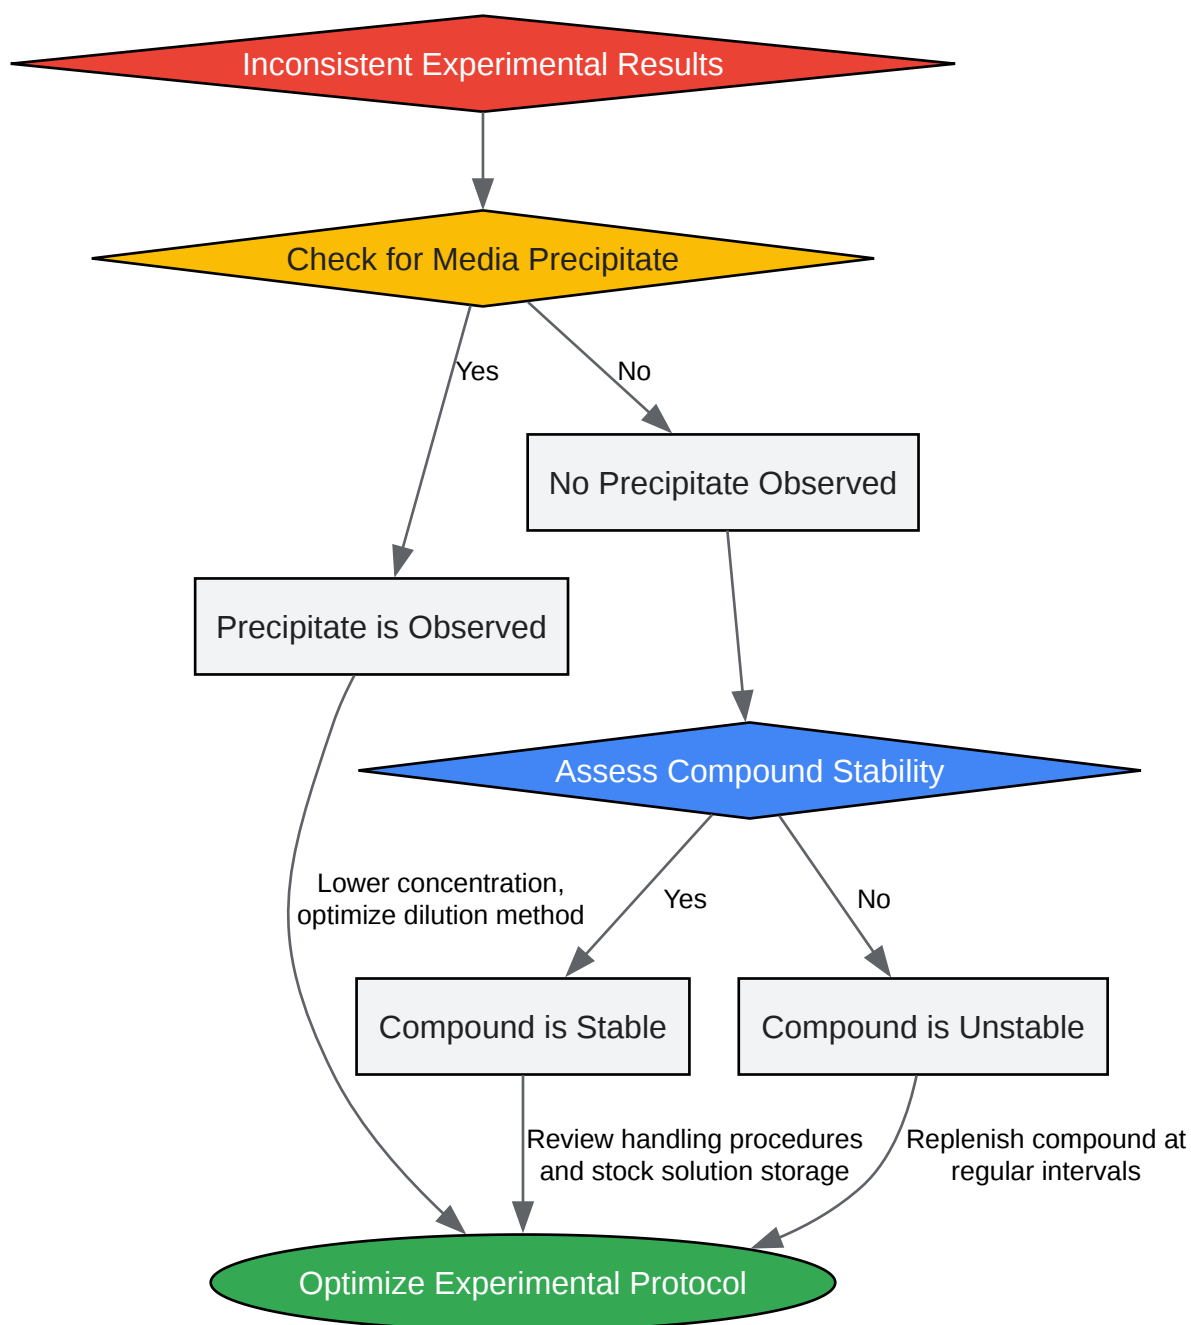 Inconsistent Experimental Results
Check for Media Precipitate
Yes
No
No Precipitate Observed
Precipitate is Observed
Assess Compound Stability
Lower concentration,
optimize dilution method
Yes
No
Compound is Stable
Compound is Unstable
Review handling procedures
and stock solution storage
Replenish compound at
regular intervals
Optimize Experimental Protocol